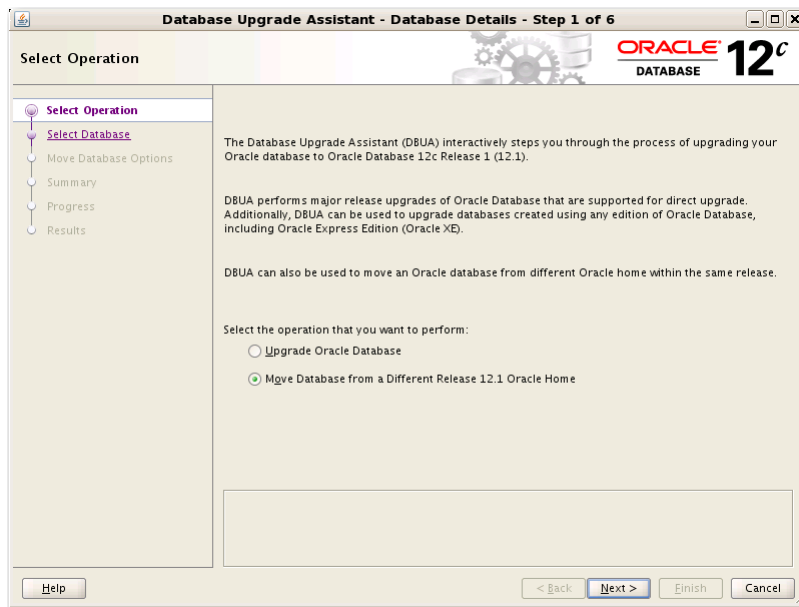 Database Upgrade Assistant - Database Details - Step 1 of 6
Select Operation
ORACLE
DATABASE
12c
Select Operation
Select Database
Move Database Options
Summary
Progress
Results
The Database Upgrade Assistant (DBUA) interactively steps you through the process of upgrading your
Oracle database to Oracle Database 12c Release 1 (12.1).
DBUA performs major release upgrades of Oracle Database that are supported for direct upgrade.
Additionally, DBUA can be used to upgrade databases created using any edition of Oracle Database,
including Oracle Express Edition (Oracle XE).
DBUA can also be used to move an Oracle database from different Oracle home within the same release.
Select the operation that you want to perform:
Upgrade Oracle Database
Move Database from a Different Release 12.1 Oracle Home
Help
< Back
Next >
Finish
Cancel